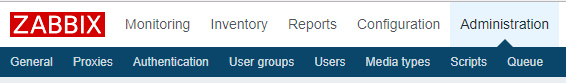 ZABBIX Monitoring Inventory Reports Configuration Administration
General Proxies Authentication User groups Users Media types Scripts Queue